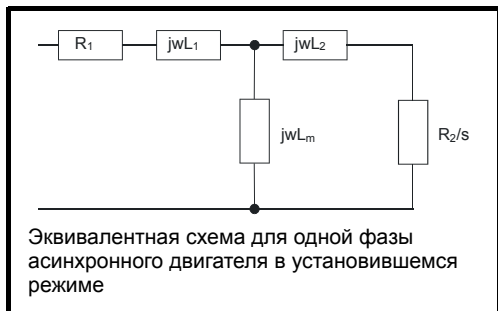 R₁
jwL₁
jwL₂
jwLₘ
R₂/s
Эквивалентная схема для одной фазы
асинхронного двигателя в установившемся
режиме